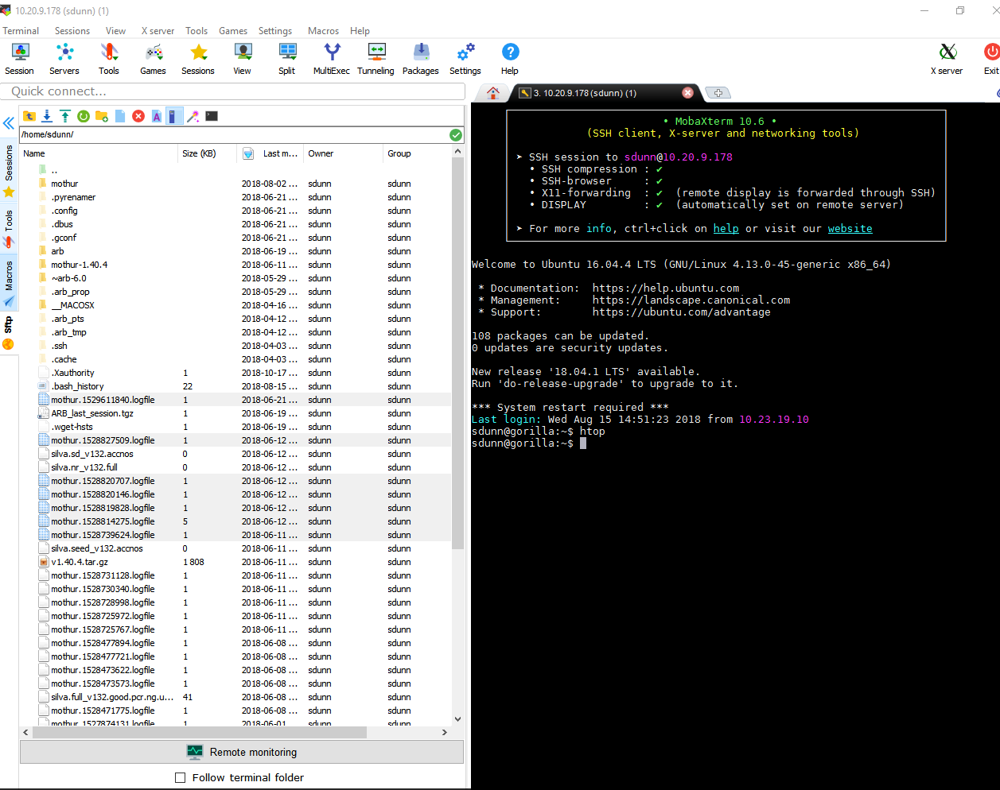 10.20.9.178 (sdunn) (1)
Terminal Sessions View X server Tools Games Settings Macros Help
Session Servers Tools Games Sessions View Split MultiExec Tunneling Packages Settings Help X server Exit
Quick connect...
3. 10.20.9.178 (sdunn) (1)
/home/sdunn/
Name Size (KB) Last m... Owner Group
..
mothur 2018-08-02 ... sdunn sdunn
.pyrenamer 2018-06-21 ... sdunn sdunn
.config 2018-06-21 ... sdunn sdunn
.dbus 2018-06-21 ... sdunn sdunn
.gconf 2018-06-21 ... sdunn sdunn
arb 2018-06-19 ... sdunn sdunn
mothur-1.40.4 2018-06-11 ... sdunn sdunn
~arb-6.0 2018-05-29 ... sdunn sdunn
.arb_prop 2018-05-29 ... sdunn sdunn
__MACOSX 2018-04-16 ... sdunn sdunn
.arb_pts 2018-04-12 ... sdunn sdunn
.arb_tmp 2018-04-12 ... sdunn sdunn
.ssh 2018-04-03 ... sdunn sdunn
.cache 2018-04-03 ... sdunn sdunn
.Xauthority 1 2018-10-17 ... sdunn sdunn
.bash_history 22 2018-08-15 ... sdunn sdunn
mothur.1529611840.logfile 1 2018-06-21 ... sdunn sdunn
ARB_last_session.tgz 1 2018-06-19 ... sdunn sdunn
.wget-hsts 1 2018-06-19 ... sdunn sdunn
mothur.1528827509.logfile 1 2018-06-12 ... sdunn sdunn
silva.sd_v132.accnos 0 2018-06-12 ... sdunn sdunn
silva.nr_v132.full 0 2018-06-12 ... sdunn sdunn
mothur.1528820707.logfile 1 2018-06-12 ... sdunn sdunn
mothur.1528820146.logfile 1 2018-06-12 ... sdunn sdunn
mothur.1528819828.logfile 1 2018-06-12 ... sdunn sdunn
mothur.1528814275.logfile 5 2018-06-12 ... sdunn sdunn
mothur.1528739624.logfile 1 2018-06-11 ... sdunn sdunn
silva.seed_v132.accnos 0 2018-06-11 ... sdunn sdunn
v1.40.4.tar.gz 1 808 2018-06-11 ... sdunn sdunn
mothur.1528731128.logfile 1 2018-06-11 ... sdunn sdunn
mothur.1528730340.logfile 1 2018-06-11 ... sdunn sdunn
mothur.1528728998.logfile 1 2018-06-11 ... sdunn sdunn
mothur.1528725972.logfile 1 2018-06-11 ... sdunn sdunn
mothur.1528725767.logfile 1 2018-06-11 ... sdunn sdunn
mothur.1528477894.logfile 1 2018-06-08 ... sdunn sdunn
mothur.1528477721.logfile 1 2018-06-08 ... sdunn sdunn
mothur.1528473622.logfile 1 2018-06-08 ... sdunn sdunn
mothur.1528473573.logfile 1 2018-06-08 ... sdunn sdunn
silva.full_v132.good.pcr.ng.u... 41 2018-06-08 ... sdunn sdunn
mothur.1528471775.logfile 1 2018-06-08 ... sdunn sdunn
mothur.1527874131.logfile 1 2018-06-01 ... sdunn sdunn
Remote monitoring
Follow terminal folder
Sessions
Tools
Macros
Sftp
• MobaXterm 10.6 •
(SSH client, X-server and networking tools)
➤ SSH session to sdunn@10.20.9.178
• SSH compression : ✔
• SSH-browser : ✔
• X11-forwarding : ✔ (remote display is forwarded through SSH)
• DISPLAY : ✔ (automatically set on remote server)
➤ For more info, ctrl+click on help or visit our website
Welcome to Ubuntu 16.04.4 LTS (GNU/Linux 4.13.0-45-generic x86_64)
* Documentation: https://help.ubuntu.com
* Management: https://landscape.canonical.com
* Support: https://ubuntu.com/advantage
108 packages can be updated.
0 updates are security updates.
New release '18.04.1 LTS' available.
Run 'do-release-upgrade' to upgrade to it.
*** System restart required ***
Last login: Wed Aug 15 14:51:23 2018 from 10.23.19.10
sdunn@gorilla:~$ htop
sdunn@gorilla:~$